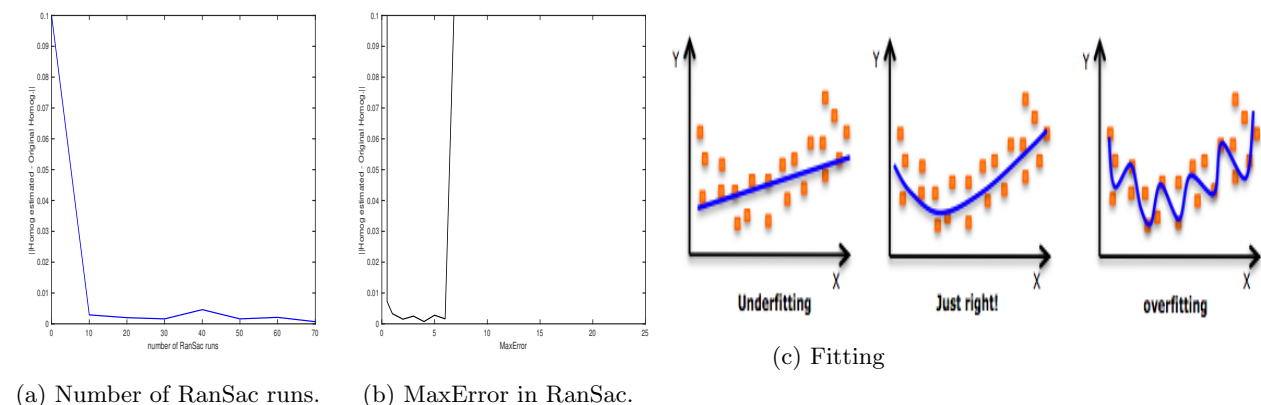 0.1
0.09
0.08
0.07
0.06
0.05
0.04
0.03
0.02
0.01
0
||Homog estimated - Original Homog.||
0 10 20 30 40 50 60 70
number of RanSac runs
(a) Number of RanSac runs.
0.1
0.09
0.08
0.07
0.06
0.05
0.04
0.03
0.02
0.01
0
||Homog estimated - Original Homog.||
0 5 10 15 20 25
MaxError
(b) MaxError in RanSac.
Y
X
Underfitting
Y
X
Just right!
Y
X
overfitting
(c) Fitting